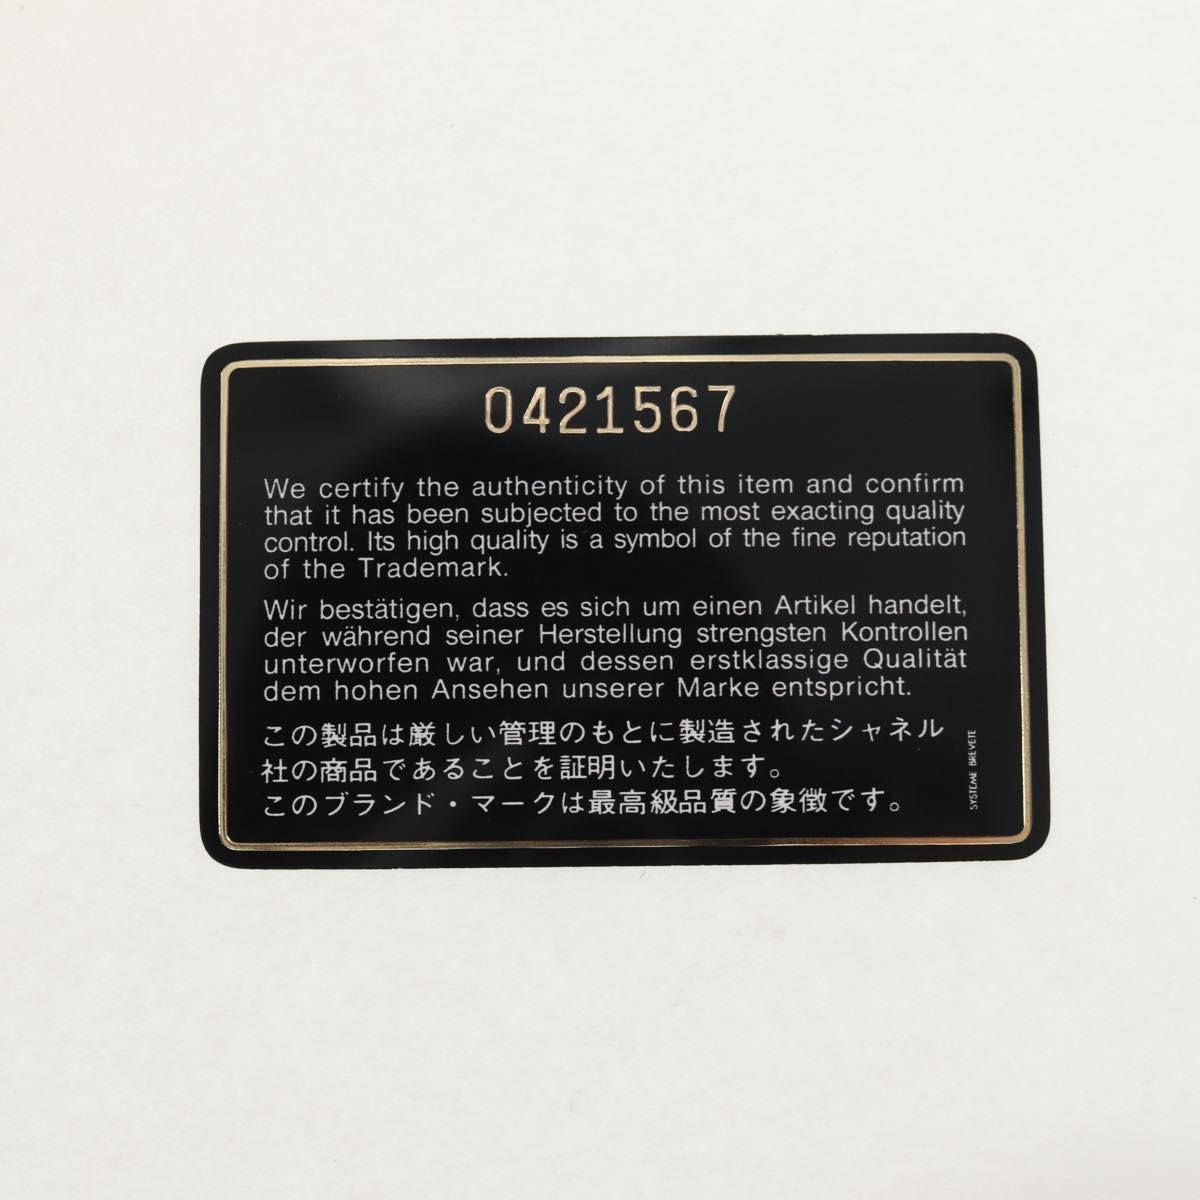 0421567
We certify the authenticity of this item and confirm
that it has been subjected to the most exacting quality
control. Its high quality is a symbol of the fine reputation
of the Trademark.
Wir bestätigen, dass es sich um einen Artikel handelt,
der während seiner Herstellung strengsten Kontrollen
unterworfen war, und dessen erstklassige Qualität
dem hohen Ansehen unserer Marke entspricht.
この製品は厳しい管理のもとに製造されたシャネル
社の商品であることを証明いたします。
このブランド・マークは最高級品質の象徴です。
SYSTEME BREVETE